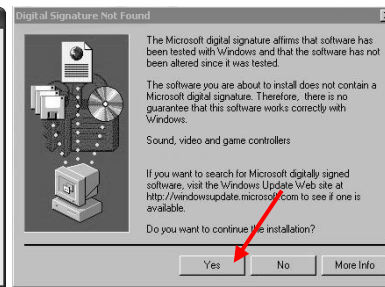 Digital Signature Not Found
The Microsoft digital signature affirms that software has
been tested with Windows and that the software has not
been altered since it was tested.
The software you are about to install does not contain a
Microsoft digital signature. Therefore, there is no
guarantee that this software works correctly with
Windows.
Sound, video and game controllers
If you want to search for Microsoft digitally signed
software, visit the Windows Update Web site at
http://windowsupdate.microsoft.com to see if one is
available.
Do you want to continue the installation?
Yes No More Info